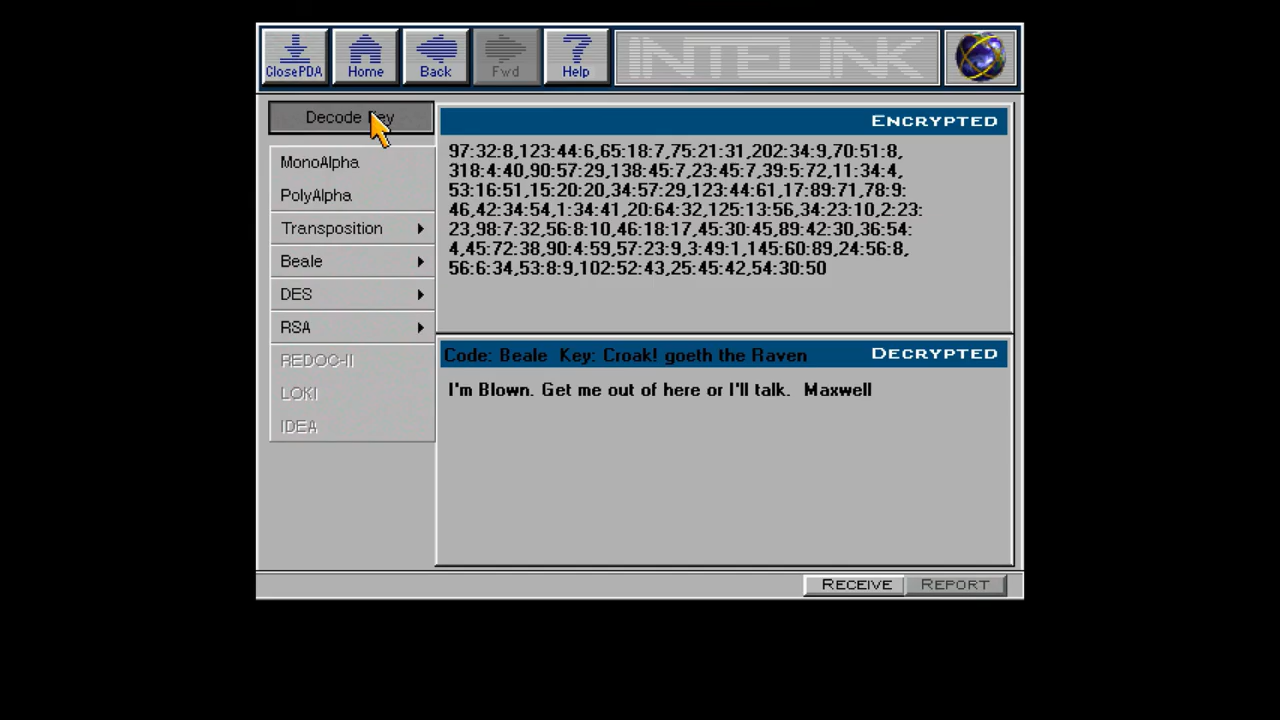 ClosePDA Home Back Fwd Help INTELINK
Decode Key
MonoAlpha
PolyAlpha
Transposition
Beale
DES
RSA
REDOC-II
LOKI
IDEA
ENCRYPTED
97:32:8,123:44:6,65:18:7,75:21:31,202:34:9,70:51:8,
318:4:40,90:57:29,138:45:7,23:45:7,39:5:72,11:34:4,
53:16:51,15:20:20,34:57:29,123:44:61,17:89:71,78:9:
46,42:34:54,1:34:41,20:64:32,125:13:56,34:23:10,2:23:
23,98:7:32,56:8:10,46:18:17,45:30:45,89:42:30,36:54:
4,45:72:38,90:4:59,57:23:9,3:49:1,145:60:89,24:56:8,
56:6:34,53:8:9,102:52:43,25:45:42,54:30:50
Code: Beale Key: Croak! goeth the Raven DECRYPTED
I'm Blown. Get me out of here or I'll talk. Maxwell
RECEIVE REPORT